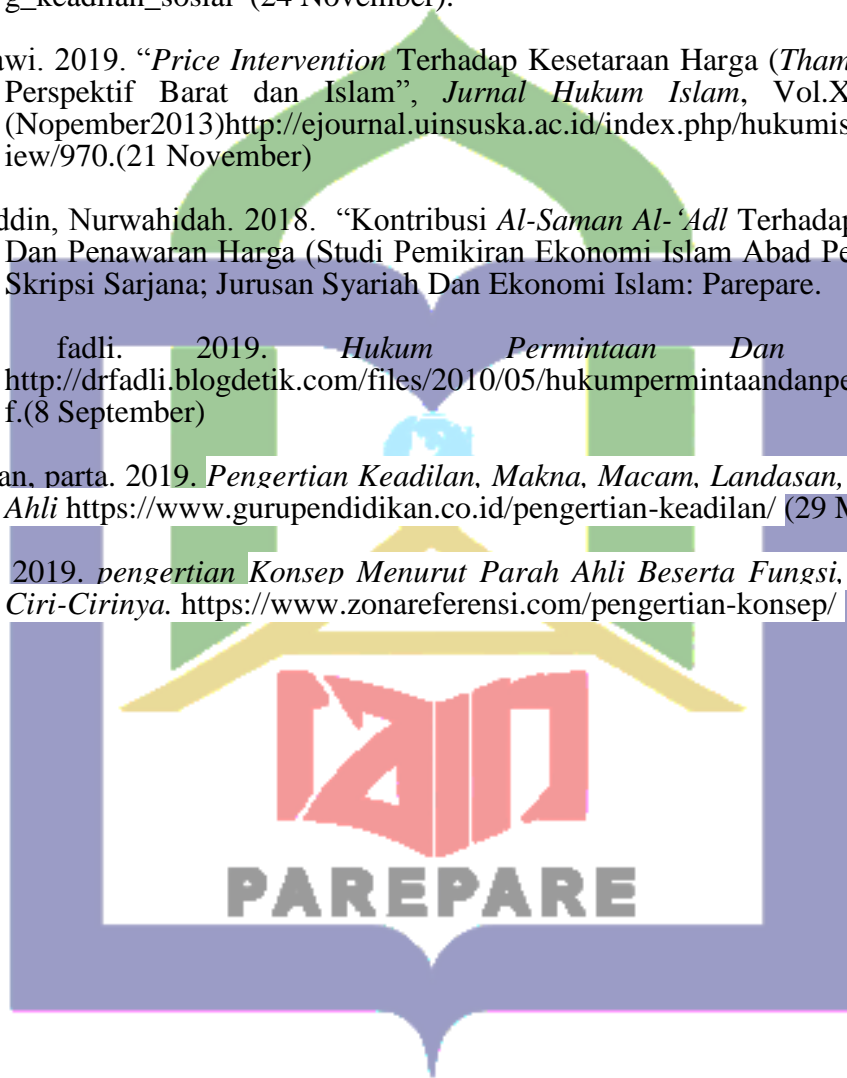 g_keadilan_sosial (24 November).
awi. 2019. “Price Intervention Terhadap Kesetaraan Harga (Tham
Perspektif Barat dan Islam”, Jurnal Hukum Islam, Vol.X
(Nopember2013)http://ejournal.uinsuska.ac.id/index.php/hukumis
iew/970.(21 November)
ddin, Nurwahidah. 2018. “Kontribusi Al-Saman Al-‘Adl Terhadap
Dan Penawaran Harga (Studi Pemikiran Ekonomi Islam Abad Pe
Skripsi Sarjana; Jurusan Syariah Dan Ekonomi Islam: Parepare.
fadli. 2019. Hukum Permintaan Dan
http://drfadli.blogdetik.com/files/2010/05/hukumpermintaandanpe
f.(8 September)
an, parta. 2019. Pengertian Keadilan, Makna, Macam, Landasan,
Ahli https://www.gurupendidikan.co.id/pengertian-keadilan/ (29 M
2019. pengertian Konsep Menurut Parah Ahli Beserta Fungsi,
Ciri-Cirinya. https://www.zonareferensi.com/pengertian-konsep/
iain
PAREPARE